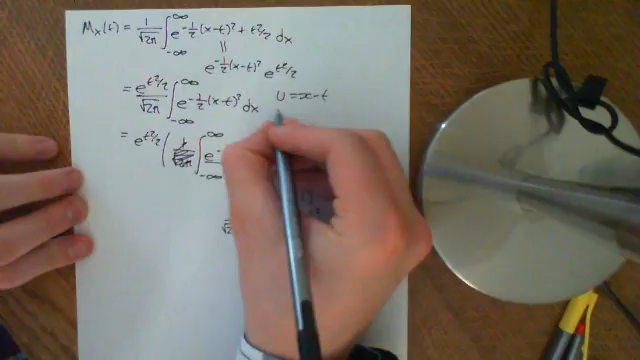 Mₓ(t) = 1/√2π ∫_{-∞}^{∞} e^{-½(x-t)² + t²/2} dx
||
e^{-½(x-t)²} e^{t²/2}
= e^{t²/2}/√2π ∫_{-∞}^{∞} e^{-½(x-t)²} dx U = x-t
= e^{t²/2} ( ∫_{-∞}^{∞} e^-